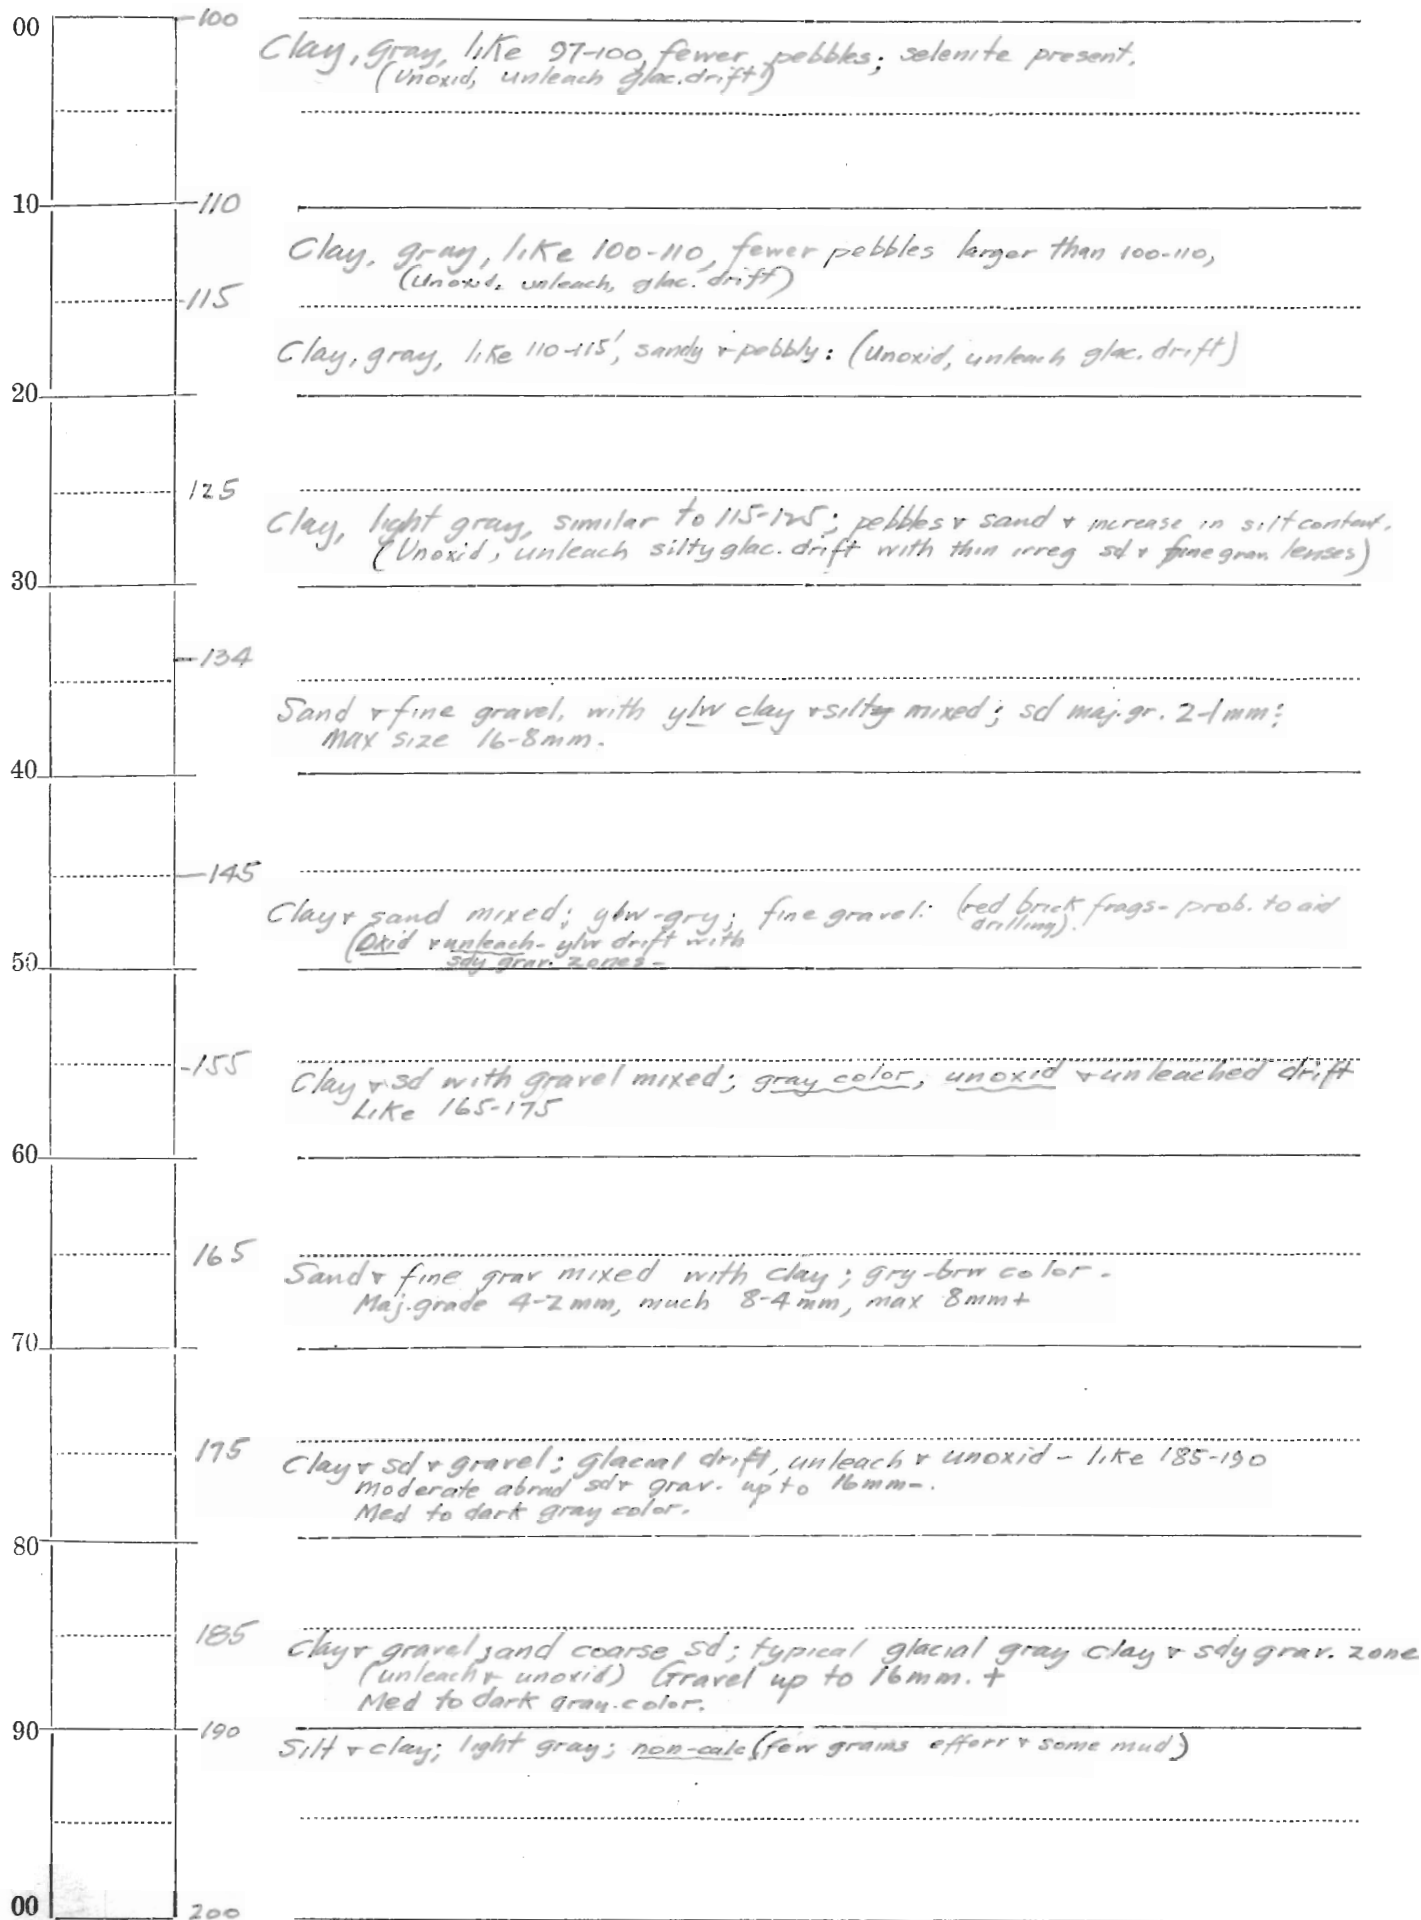 00 100
Clay, gray, like 97-100, fewer pebbles; selenite present.
(Unoxid, unleach glac. drift)
10 110
Clay, gray, like 100-110, fewer pebbles larger than 100-110,
(Unoxid, unleach, glac. drift)
115
Clay, gray, like 110-115', sandy & pebbly: (Unoxid, unleach glac. drift)
20
125
Clay, light gray, similar to 115-125; pebbles & sand & increase in silt content.
(Unoxid, unleach silty glac. drift with thin irreg sd & fine grav. lenses)
30
134
Sand & fine gravel, with ylw clay & silty mixed; sd maj. gr. 2-1mm;
max size 16-8mm.
40
145
Clay & sand mixed; ylw-gry; fine gravel: (red brick frags- prob. to aid
drilling).
(Oxid & unleach- ylw drift with
sdy grav. zones-
50
155
Clay & sd with gravel mixed; gray color, unoxid & unleached drift
Like 165-175
60
165
Sand & fine grav mixed with clay; gry-brw color.
Maj. grade 4-2mm, much 8-4mm, max 8mm+
70
175
Clay & sd & gravel; glacial drift, unleach & unoxid - like 185-190
moderate abrad sd & grav. up to 16mm-.
Med to dark gray color.
80
185
Clay & gravel, and coarse sd; typical glacial gray clay & sdy grav. zone
(unleach & unoxid) Gravel up to 16mm. +
Med to dark gray color.
90 190
Silt & clay; light gray; non-calc (few grains efferv & some mud)
00 200